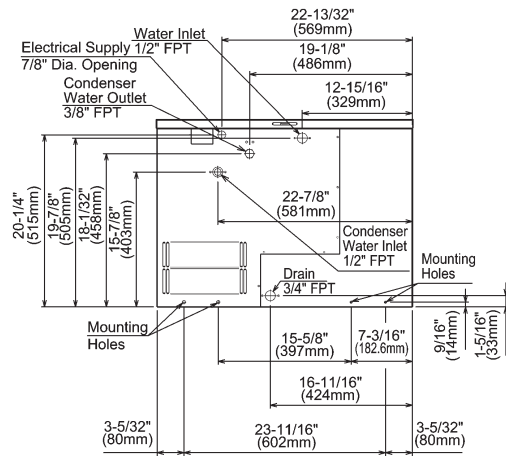 22-13/32"
(569mm)
Water Inlet
1/2" FPT
Electrical Supply
7/8" Dia. Opening
19-1/8"
(486mm)
Condenser
Water Outlet
3/8" FPT
12-15/16"
(329mm)
20-1/4"
(515mm)
19-7/8"
(505mm)
18-1/32"
(458mm)
15-7/8"
(403mm)
22-7/8"
(581mm)
Condenser
Water Inlet
1/2" FPT
Drain
3/4" FPT
Mounting
Holes
Mounting
Holes
15-5/8"
(397mm)
7-3/16"
(182.6mm)
9/16"
(14mm)
1-5/16"
(33mm)
16-11/16"
(424mm)
3-5/32"
(80mm)
23-11/16"
(602mm)
3-5/32"
(80mm)